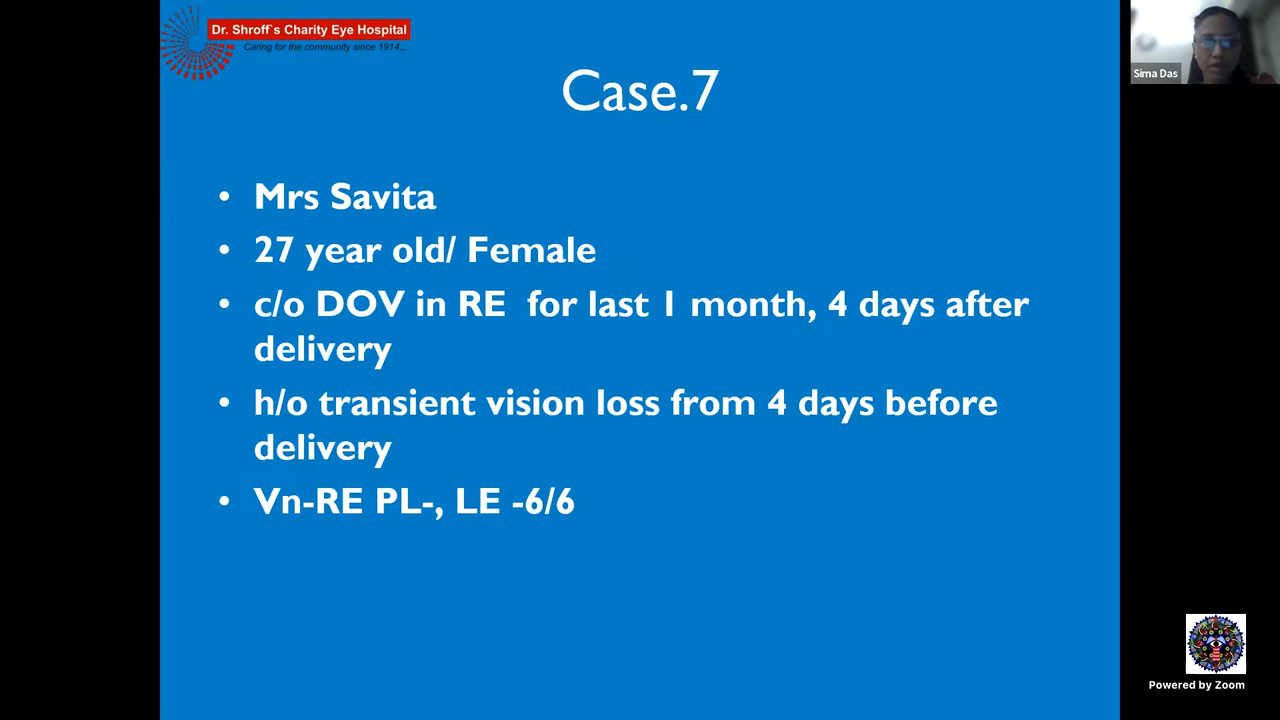 Dr. Shroff`s Charity Eye Hospital
Caring for the community since 1914...
Sima Das
Case.7
• Mrs Savita
• 27 year old/ Female
• c/o DOV in RE for last 1 month, 4 days after
delivery
• h/o transient vision loss from 4 days before
delivery
• Vn-RE PL-, LE -6/6
Powered by Zoom